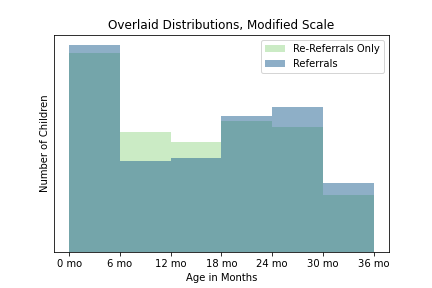 Overlaid Distributions, Modified Scale
Re-Referrals Only
Referrals
Number of Children
0 mo 6 mo 12 mo 18 mo 24 mo 30 mo 36 mo
Age in Months